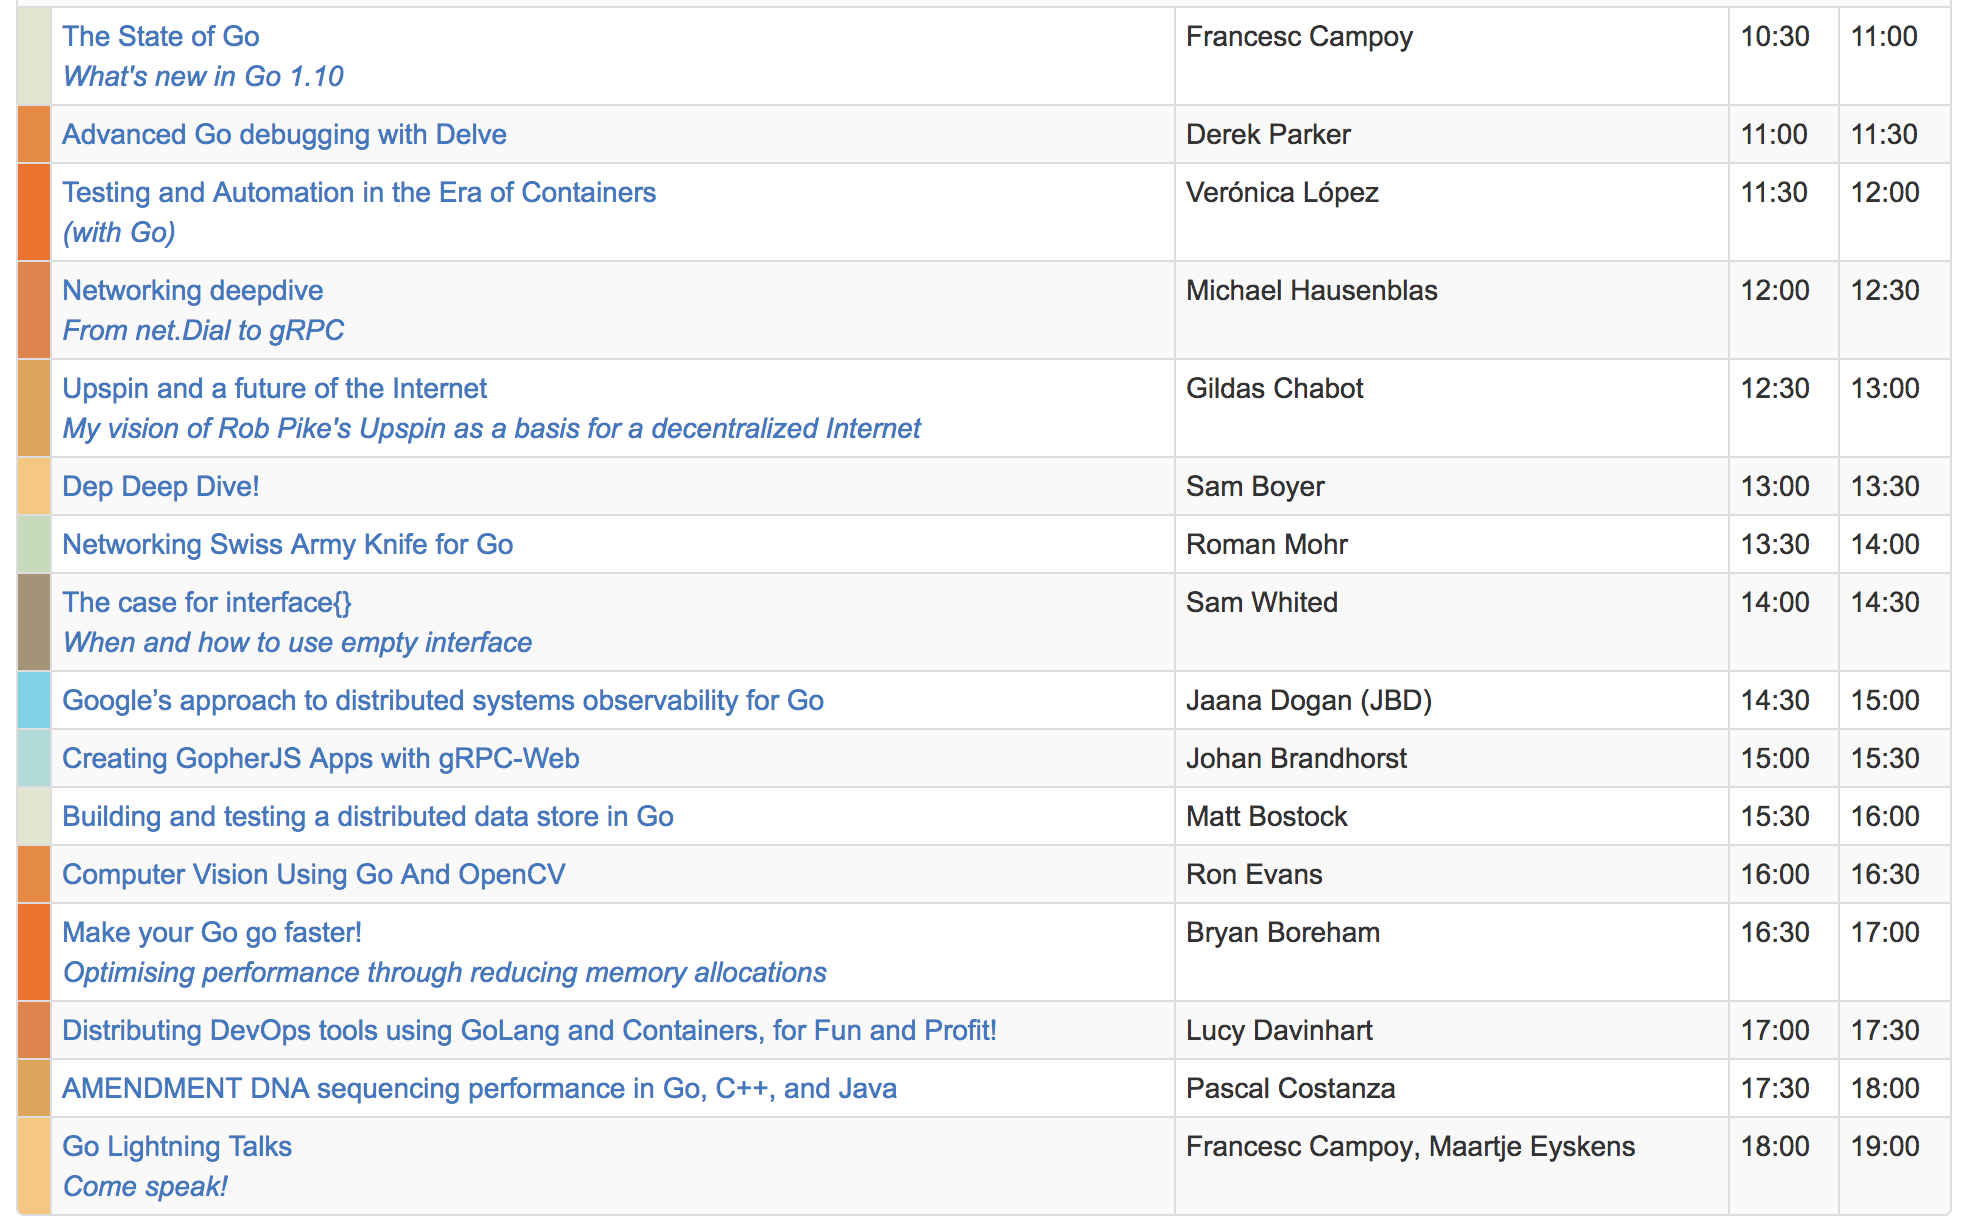 The State of Go Francesc Campoy 10:30 11:00
What's new in Go 1.10
Advanced Go debugging with Delve Derek Parker 11:00 11:30
Testing and Automation in the Era of Containers Verónica López 11:30 12:00
(with Go)
Networking deepdive Michael Hausenblas 12:00 12:30
From net.Dial to gRPC
Upspin and a future of the Internet Gildas Chabot 12:30 13:00
My vision of Rob Pike's Upspin as a basis for a decentralized Internet
Dep Deep Dive! Sam Boyer 13:00 13:30
Networking Swiss Army Knife for Go Roman Mohr 13:30 14:00
The case for interface{} Sam Whited 14:00 14:30
When and how to use empty interface
Google’s approach to distributed systems observability for Go Jaana Dogan (JBD) 14:30 15:00
Creating GopherJS Apps with gRPC-Web Johan Brandhorst 15:00 15:30
Building and testing a distributed data store in Go Matt Bostock 15:30 16:00
Computer Vision Using Go And OpenCV Ron Evans 16:00 16:30
Make your Go go faster! Bryan Boreham 16:30 17:00
Optimising performance through reducing memory allocations
Distributing DevOps tools using GoLang and Containers, for Fun and Profit! Lucy Davinhart 17:00 17:30
AMENDMENT DNA sequencing performance in Go, C++, and Java Pascal Costanza 17:30 18:00
Go Lightning Talks Francesc Campoy, Maartje Eyskens 18:00 19:00
Come speak!